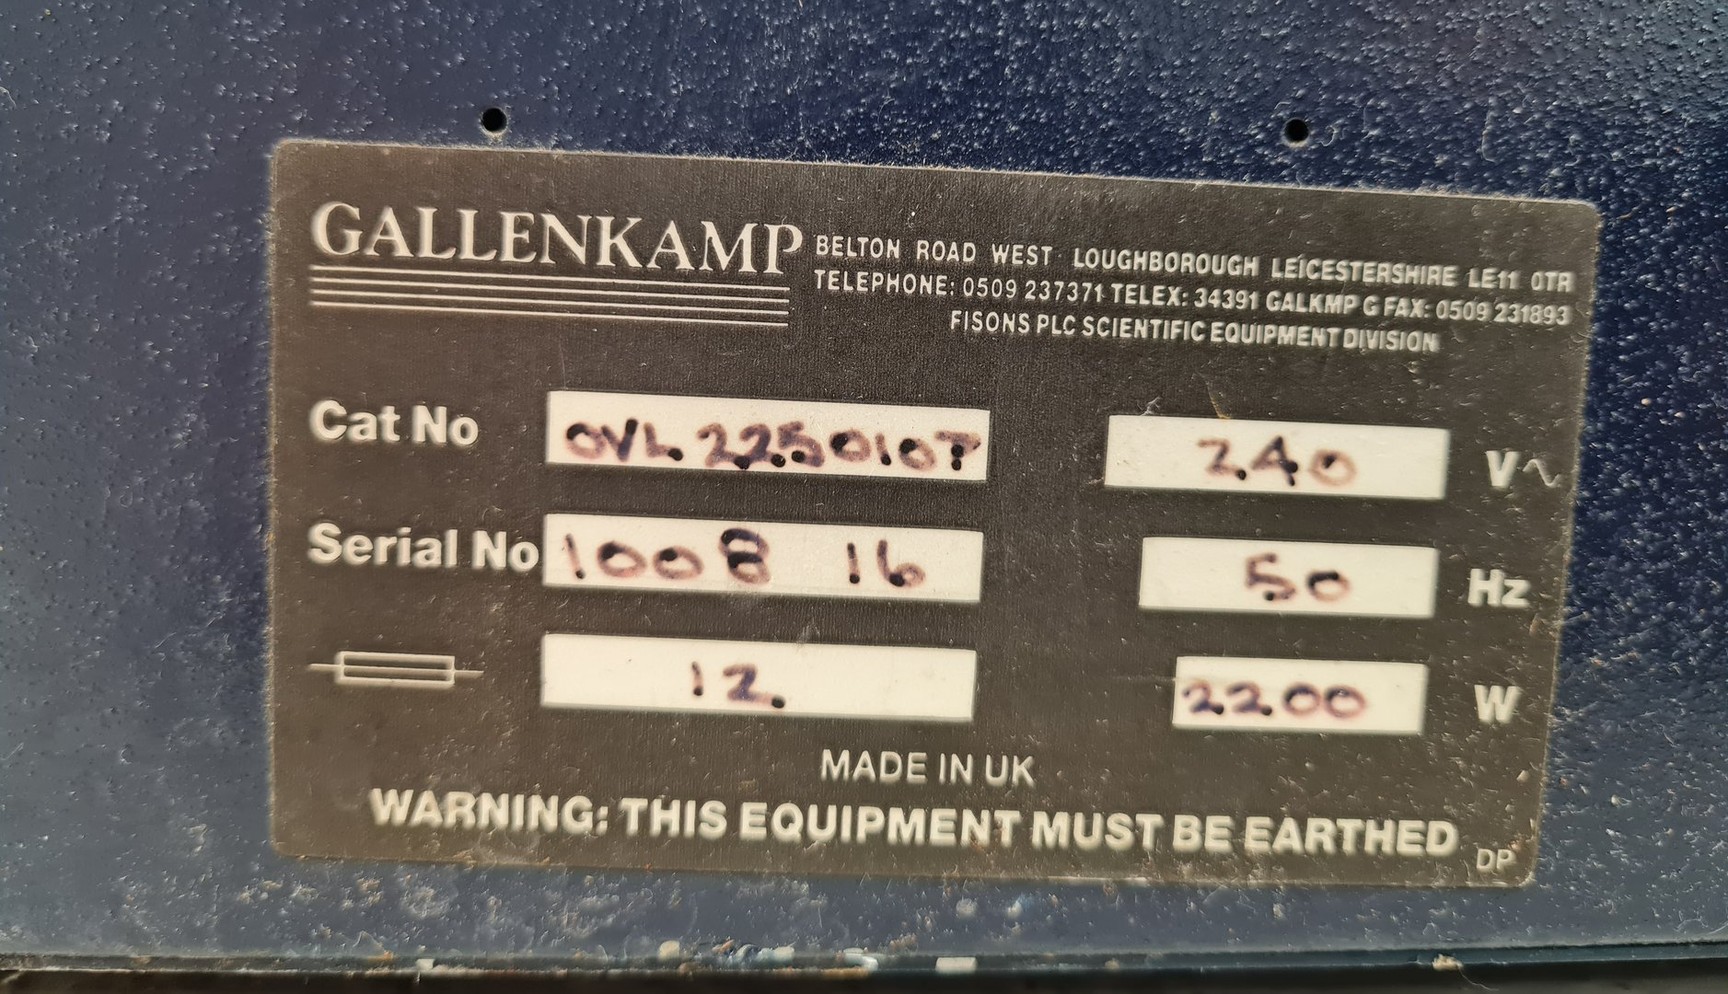 GALLENKAMP
BELTON ROAD WEST LOUGHBOROUGH LEICESTERSHIRE LE11 0TR
TELEPHONE: 0509 237371 TELEX: 34391 GALKMP G FAX: 0509 231893
FISONS PLC SCIENTIFIC EQUIPMENT DIVISION
Cat No OVL225010T 240 V~
Serial No 1008 16 50 Hz
12 2200 W
MADE IN UK
WARNING: THIS EQUIPMENT MUST BE EARTHED
DP